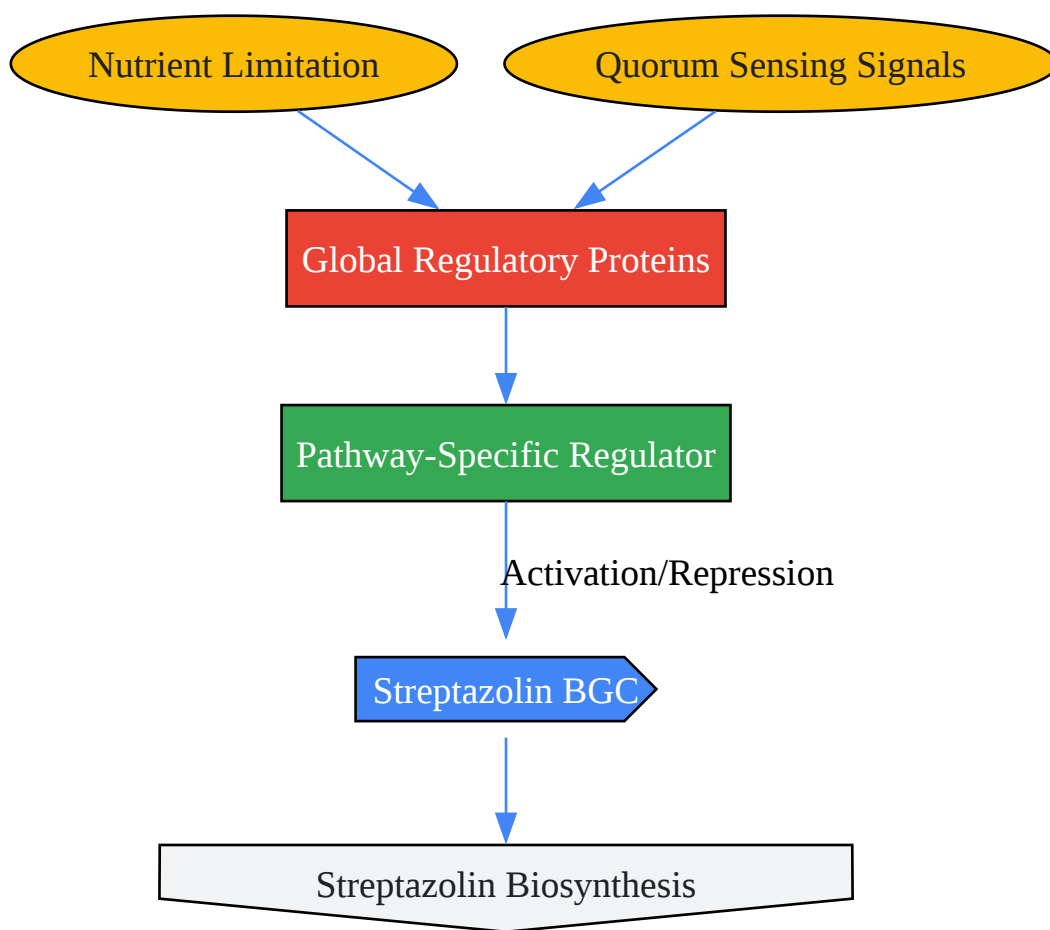 Nutrient Limitation
Quorum Sensing Signals
Global Regulatory Proteins
Pathway-Specific Regulator
Activation/Repression
Streptazolin BGC
Streptazolin Biosynthesis